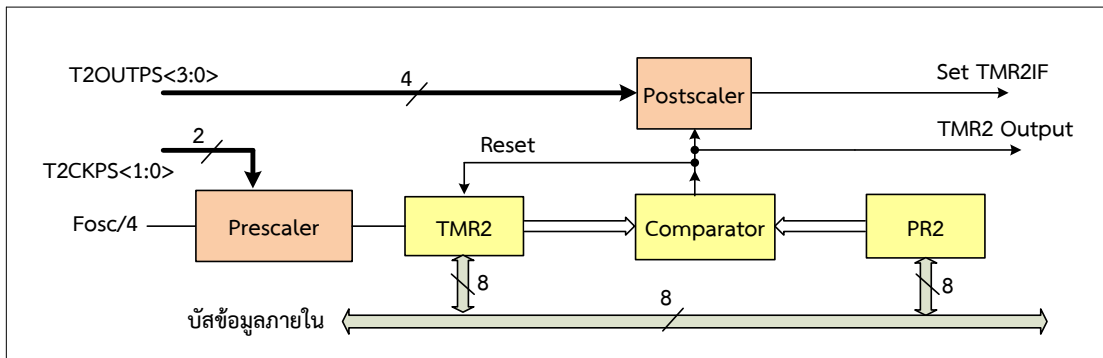 T2OUTPS<3:0>
4
Postscaler
Set TMR2IF
TMR2 Output
2
T2CKPS<1:0>
Reset
Fosc/4
Prescaler
TMR2
Comparator
PR2
8
8
8
บัสข้อมูลภายใน